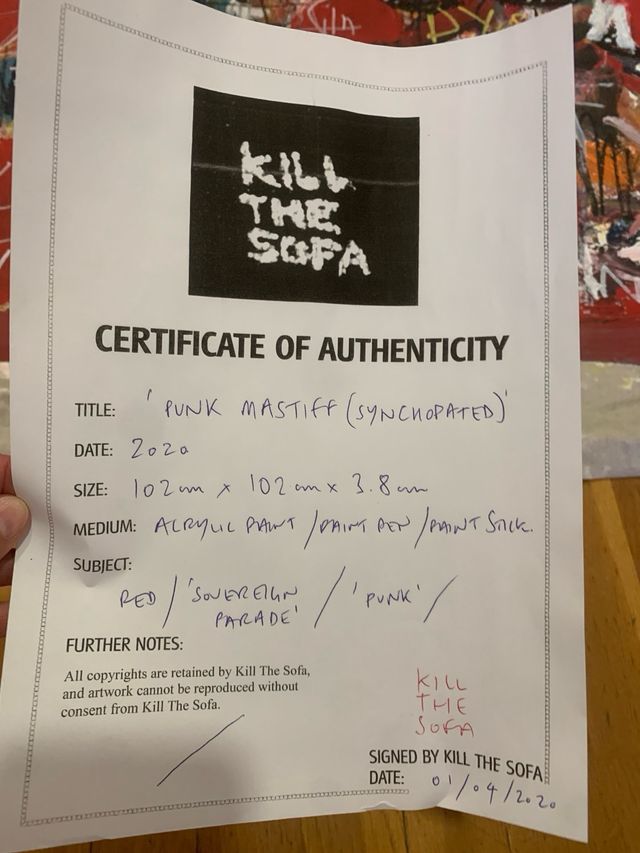 KILL
THE
SOFA
CERTIFICATE OF AUTHENTICITY
TITLE: 'PUNK MASTIFF (SYNCHOPATED)'
DATE: 2020
SIZE: 102cm x 102cm x 3.8cm
MEDIUM: ACRYLIC PAINT / PAINT PEN / PAINT STICK.
SUBJECT:
RED / 'SOVEREIGN
PARADE' / 'PUNK' /
FURTHER NOTES:
All copyrights are retained by Kill The Sofa,
and artwork cannot be reproduced without
consent from Kill The Sofa.
KILL
THE
SOFA
SIGNED BY KILL THE SOFA
DATE: 01/04/2020